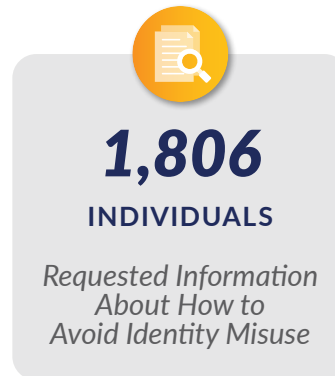 1,806
INDIVIDUALS
Requested Information
About How to
Avoid Identity Misuse